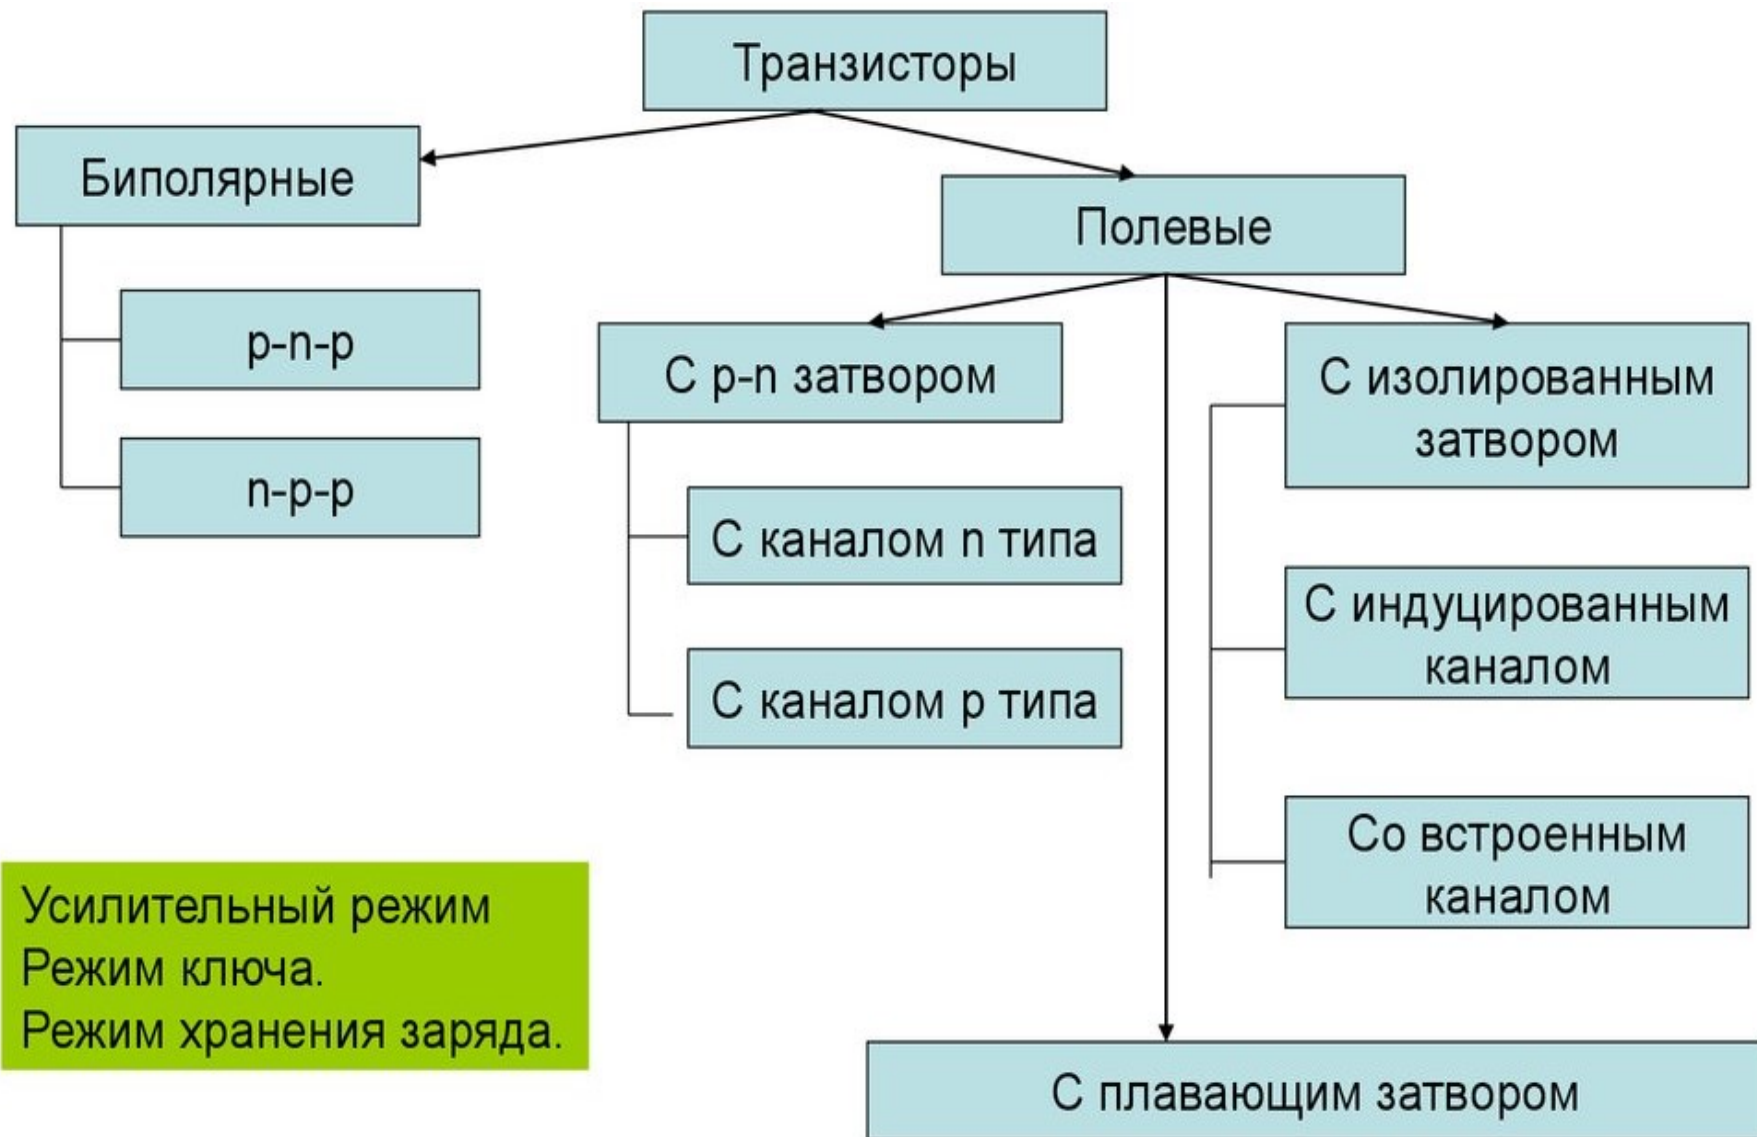 Транзисторы
Биполярные
p-n-p
n-p-p
Полевые
С p-n затвором
С каналом n типа
С каналом p типа
С изолированным
затвором
С индуцированным
каналом
Со встроенным
каналом
С плавающим затвором
Усилительный режим
Режим ключа.
Режим хранения заряда.